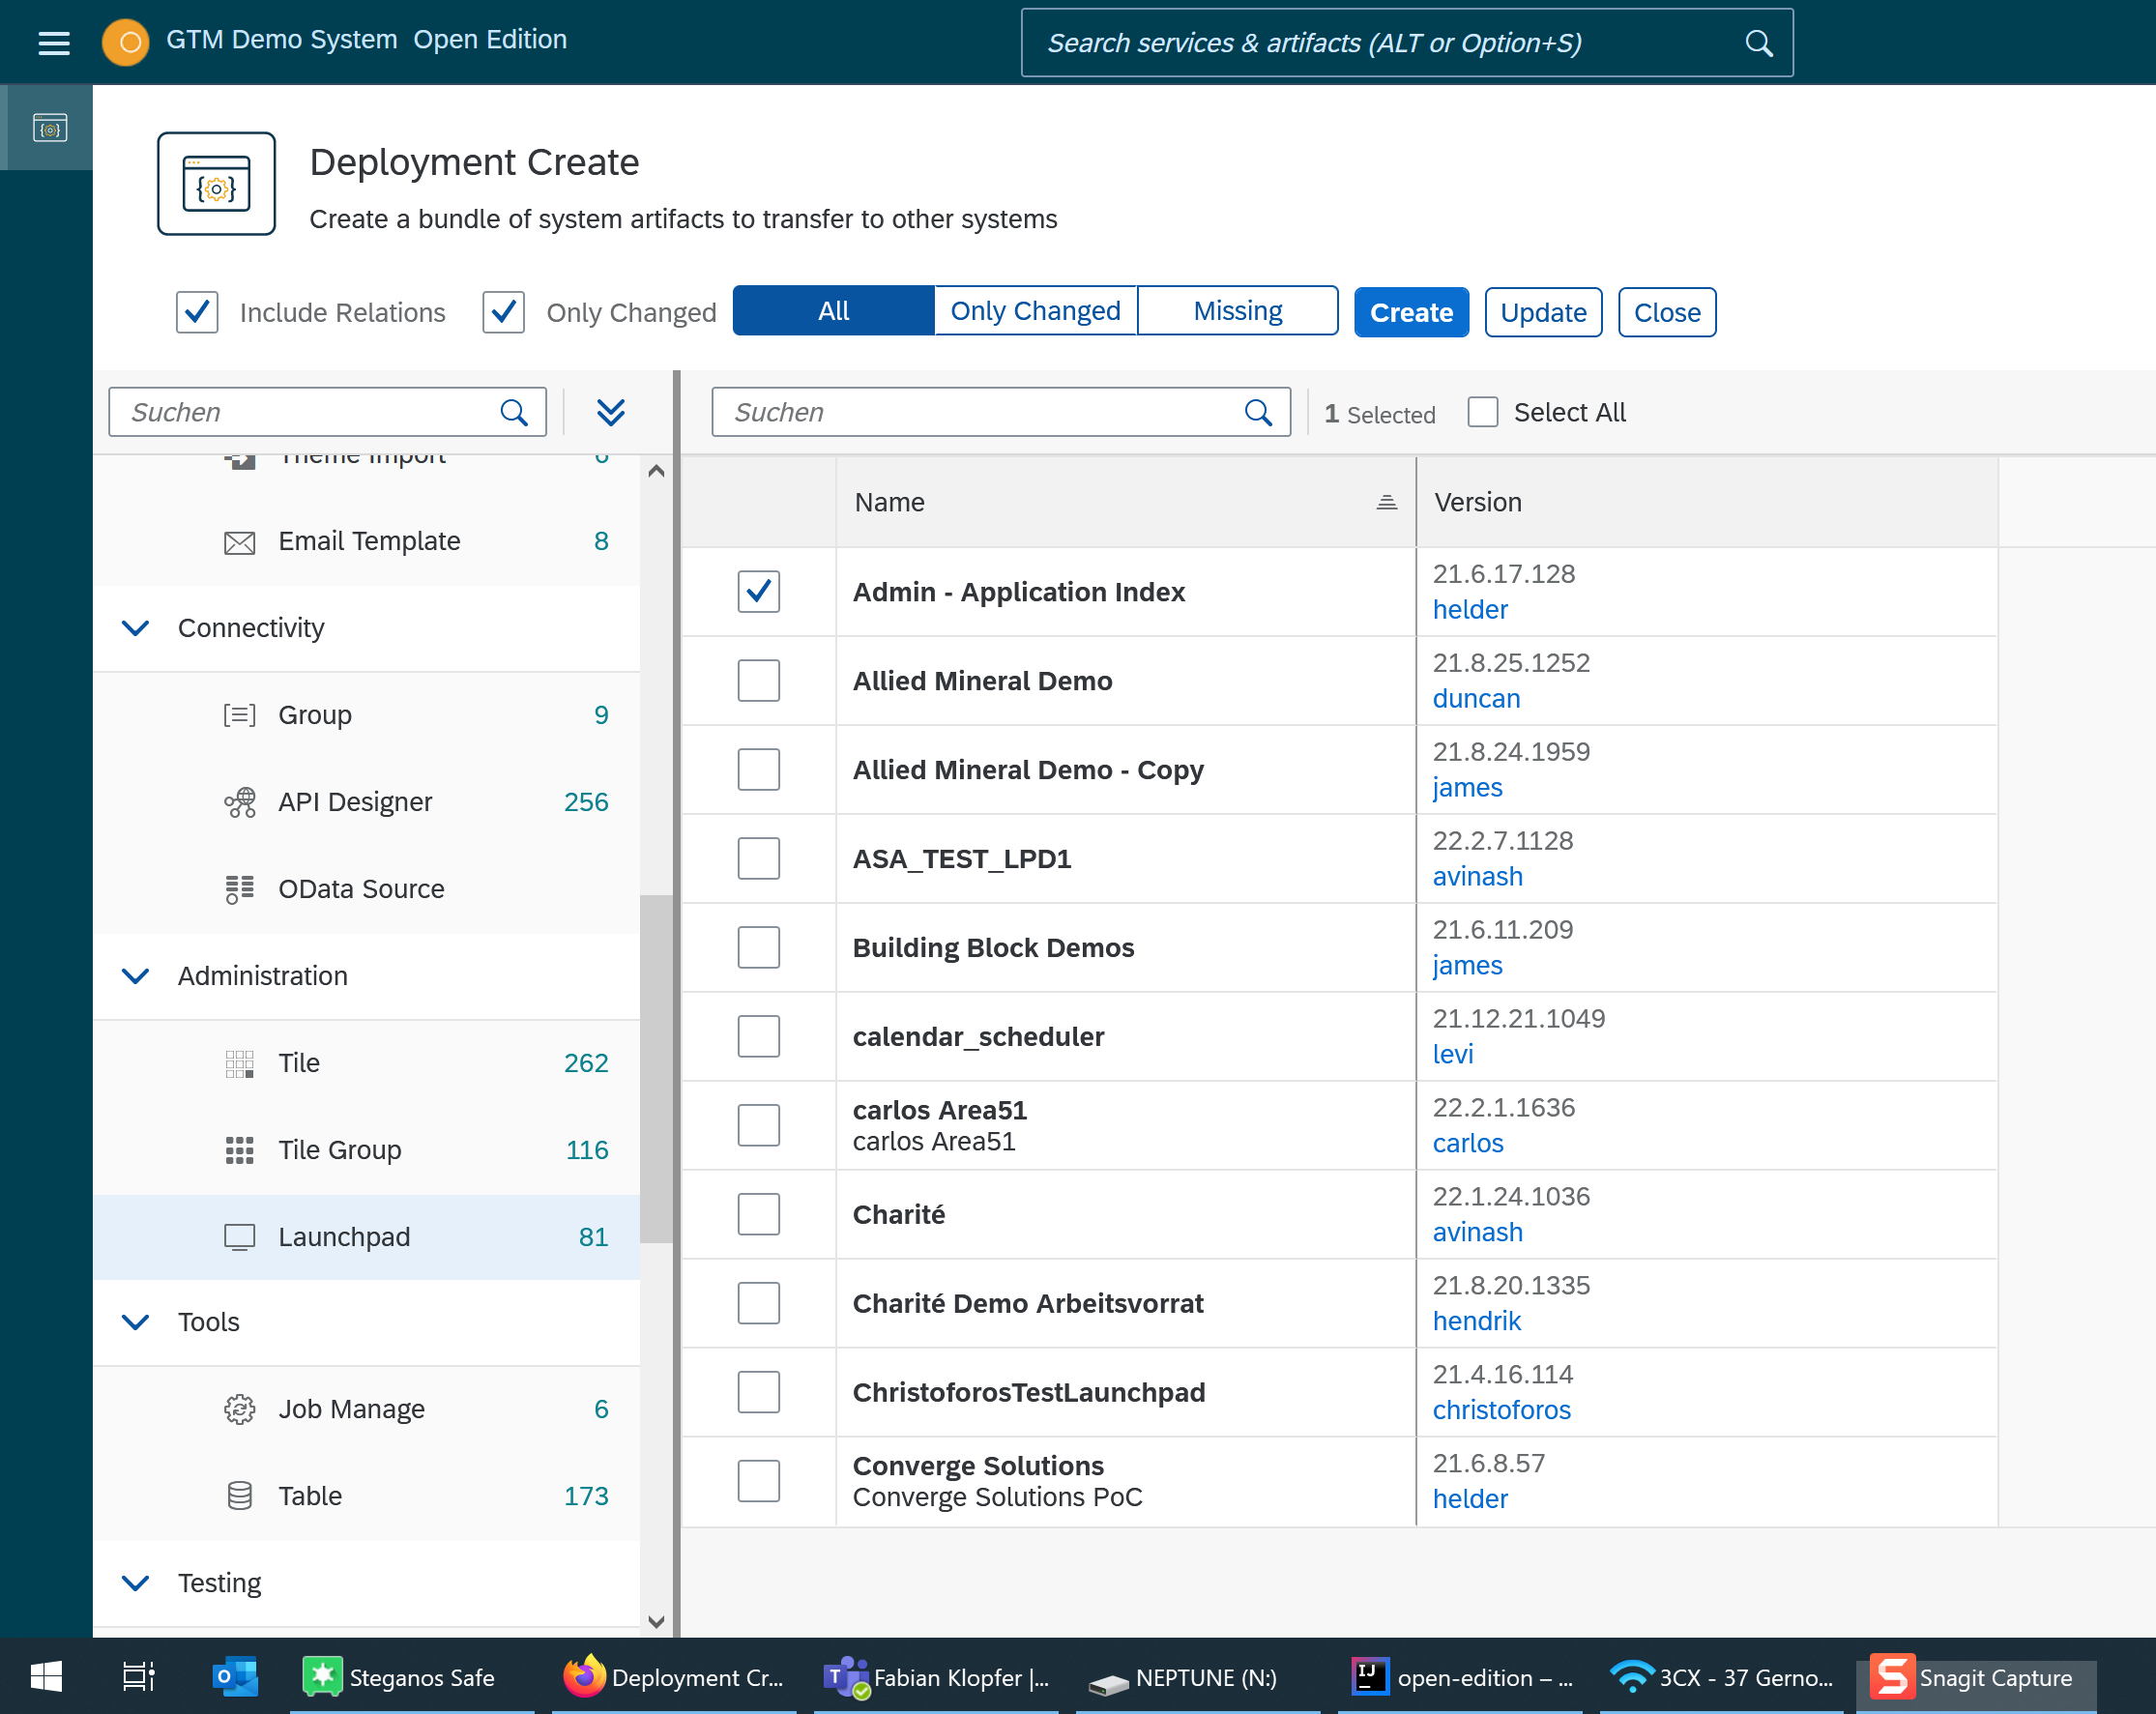 GTM Demo System Open Edition
Search services & artifacts (ALT or Option+S)
Deployment Create
Create a bundle of system artifacts to transfer to other systems
Include Relations Only Changed All Only Changed Missing Create Update Close
Suchen
Theme Import 6
Email Template 8
Connectivity
Group 9
API Designer 256
OData Source
Administration
Tile 262
Tile Group 116
Launchpad 81
Tools
Job Manage 6
Table 173
Testing
Suchen 1 Selected Select All
Name Version
Admin - Application Index 21.6.17.128
helder
Allied Mineral Demo 21.8.25.1252
duncan
Allied Mineral Demo - Copy 21.8.24.1959
james
ASA_TEST_LPD1 22.2.7.1128
avinash
Building Block Demos 21.6.11.209
james
calendar_scheduler 21.12.21.1049
levi
carlos Area51 22.2.1.1636
carlos Area51 carlos
Charité 22.1.24.1036
avinash
Charité Demo Arbeitsvorrat 21.8.20.1335
hendrik
ChristoforosTestLaunchpad 21.4.16.114
christoforos
Converge Solutions 21.6.8.57
Converge Solutions PoC helder
Steganos Safe Deployment Cr... Fabian Klopfer |... NEPTUNE (N:) open-edition – ... 3CX - 37 Gerno... Snagit Capture